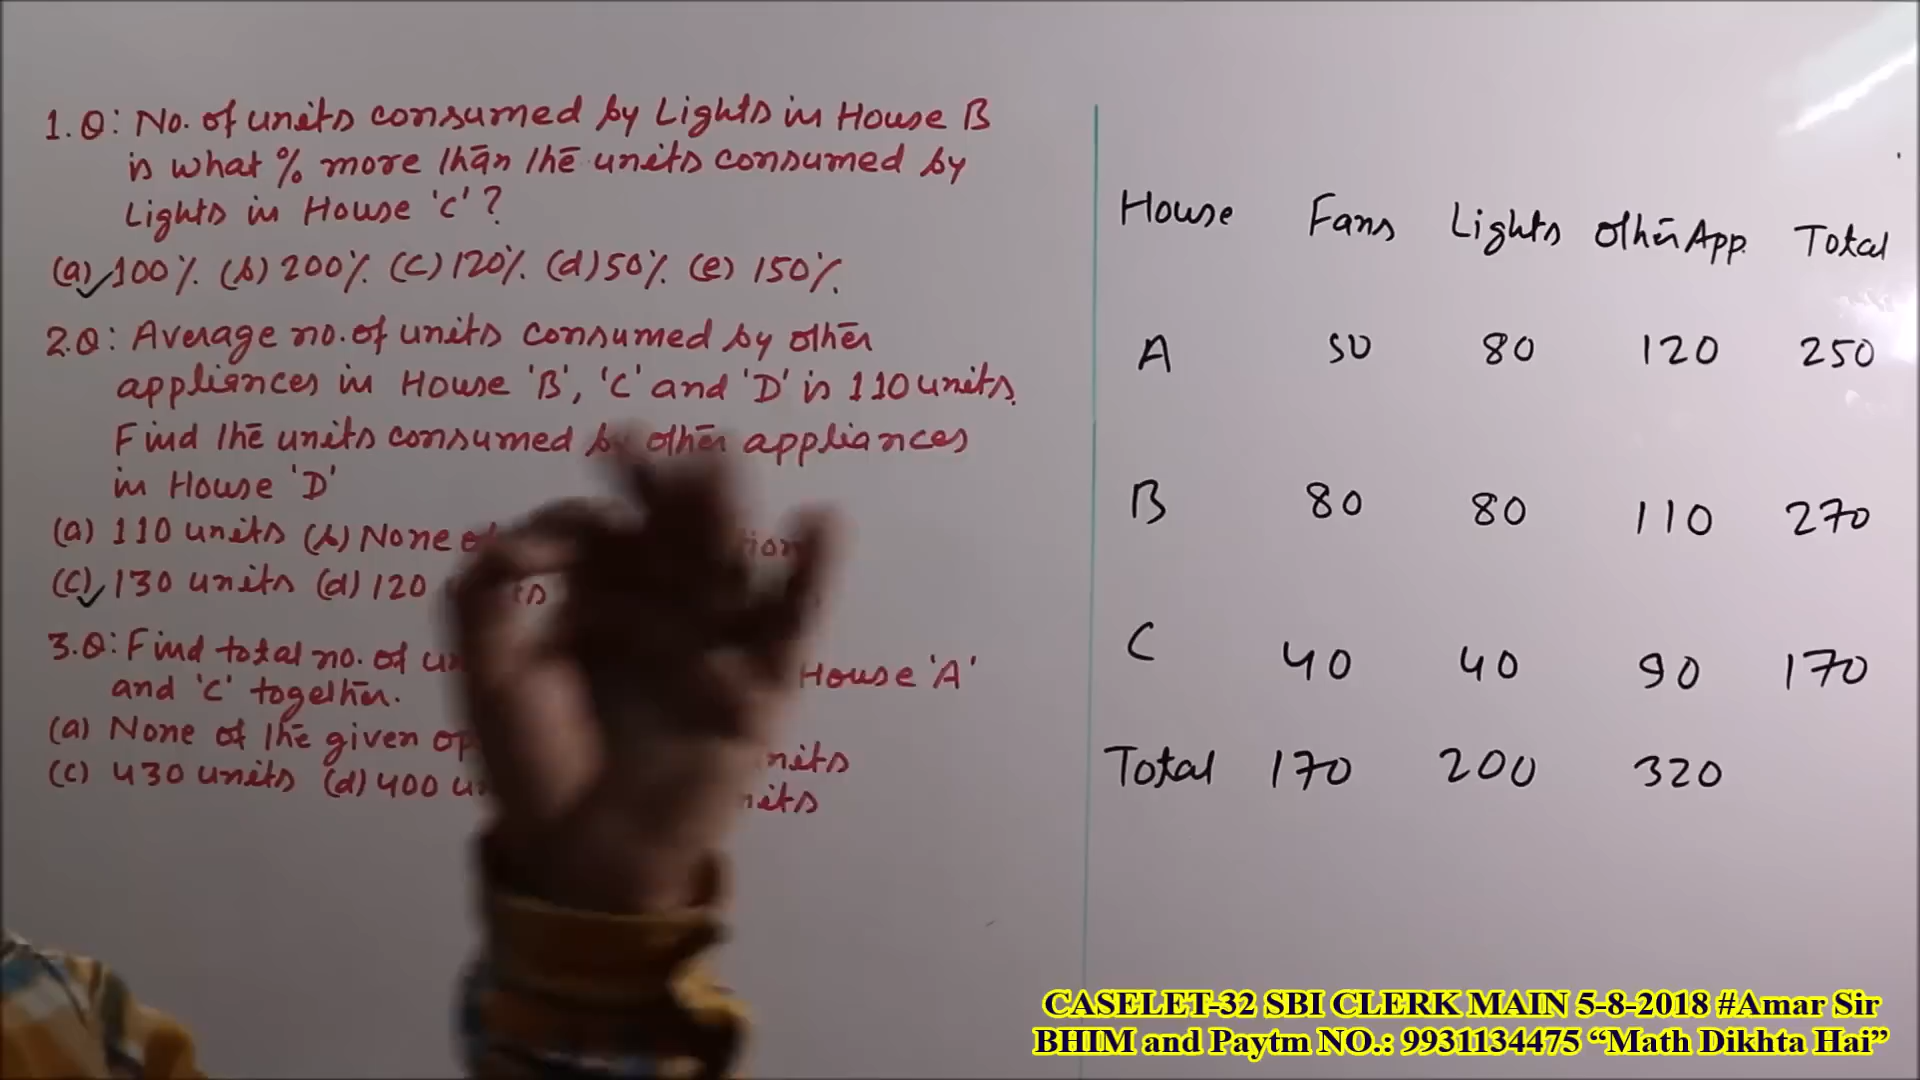 1.Q: No. of units consumed by Lights in House B
is what % more than the units consumed by
Lights in House 'C'?
(a) 100% (b) 200% (c) 120% (d) 50% (e) 150%
2.Q: Average no. of units consumed by other
appliances in House 'B', 'C' and 'D' is 110 units.
Find the units consumed by other appliances
in House 'D'
(a) 110 units (b) None
(c) 130 units (d) 120
3.Q: Find total no. of House 'A'
and 'C' together.
(a) None of the given
(c) 430 units (d) 400
House Fans Lights Other App. Total
A 50 80 120 250
B 80 80 110 270
C 40 40 90 170
Total 170 200 320
CASELET-32 SBI CLERK MAIN 5-8-2018 #Amar Sir
BHIM and Paytm NO.: 9931134475 “Math Dikhta Hai”